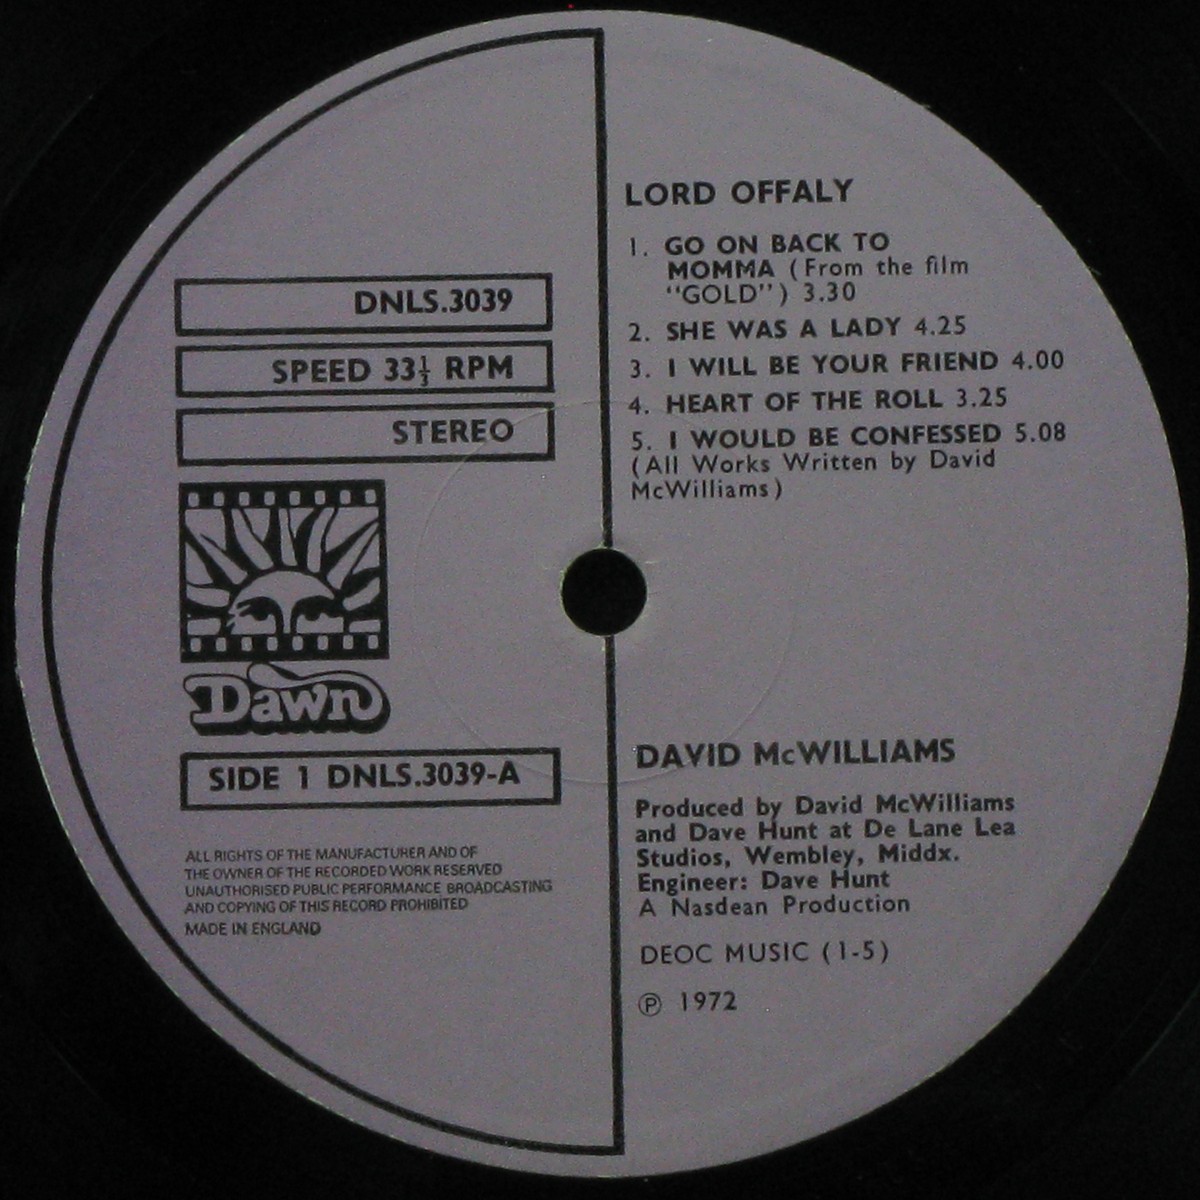 DNLS.3039
SPEED 33⅓ RPM
STEREO
Dawn
SIDE 1 DNLS.3039-A
ALL RIGHTS OF THE MANUFACTURER AND OF
THE OWNER OF THE RECORDED WORK RESERVED
UNAUTHORISED PUBLIC PERFORMANCE BROADCASTING
AND COPYING OF THIS RECORD PROHIBITED
MADE IN ENGLAND
LORD OFFALY
1. GO ON BACK TO
MOMMA (From the film
"GOLD") 3.30
2. SHE WAS A LADY 4.25
3. I WILL BE YOUR FRIEND 4.00
4. HEART OF THE ROLL 3.25
5. I WOULD BE CONFESSED 5.08
(All Works Written by David
McWilliams)
DAVID McWILLIAMS
Produced by David McWilliams
and Dave Hunt at De Lane Lea
Studios, Wembley, Middx.
Engineer: Dave Hunt
A Nasdean Production
DEOC MUSIC (1-5)
℗ 1972